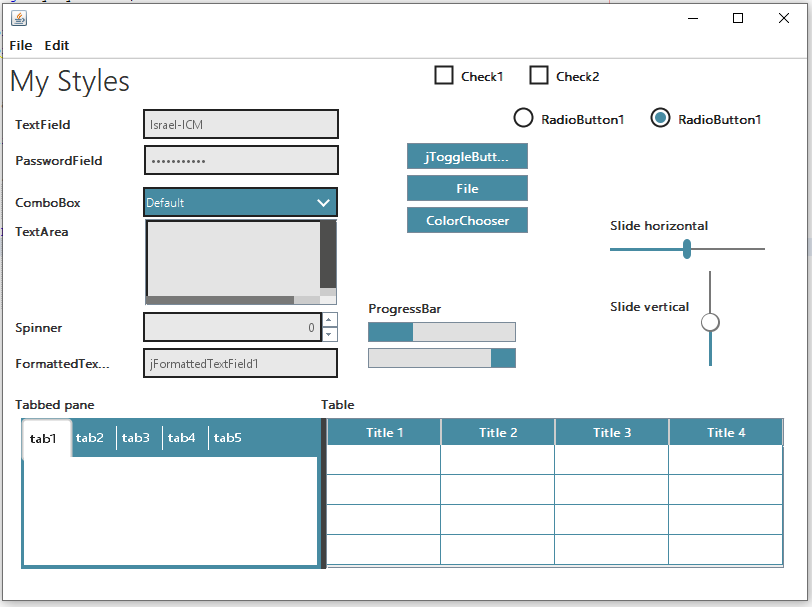 File Edit
My Styles
Check1 Check2
TextField Israel-ICM
RadioButton1 RadioButton1
PasswordField •••••••••••
jToggleButt...
ComboBox Default
File
TextArea
ColorChooser
Slide horizontal
ProgressBar
Slide vertical
Spinner 0
FormattedTex... jFormattedTextField1
Tabbed pane Table
tab1 tab2 tab3 tab4 tab5
Title 1 Title 2 Title 3 Title 4